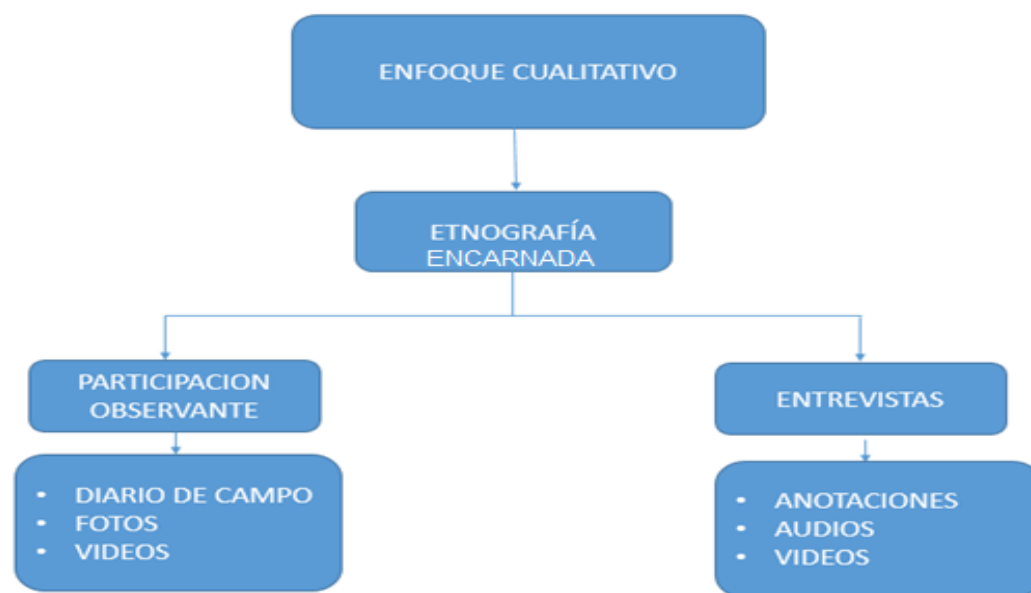 ENFOQUE CUALITATIVO
ETNOGRAFÍA
ENCARNADA
PARTICIPACION
OBSERVANTE
• DIARIO DE CAMPO
• FOTOS
• VIDEOS
ENTREVISTAS
• ANOTACIONES
• AUDIOS
• VIDEOS